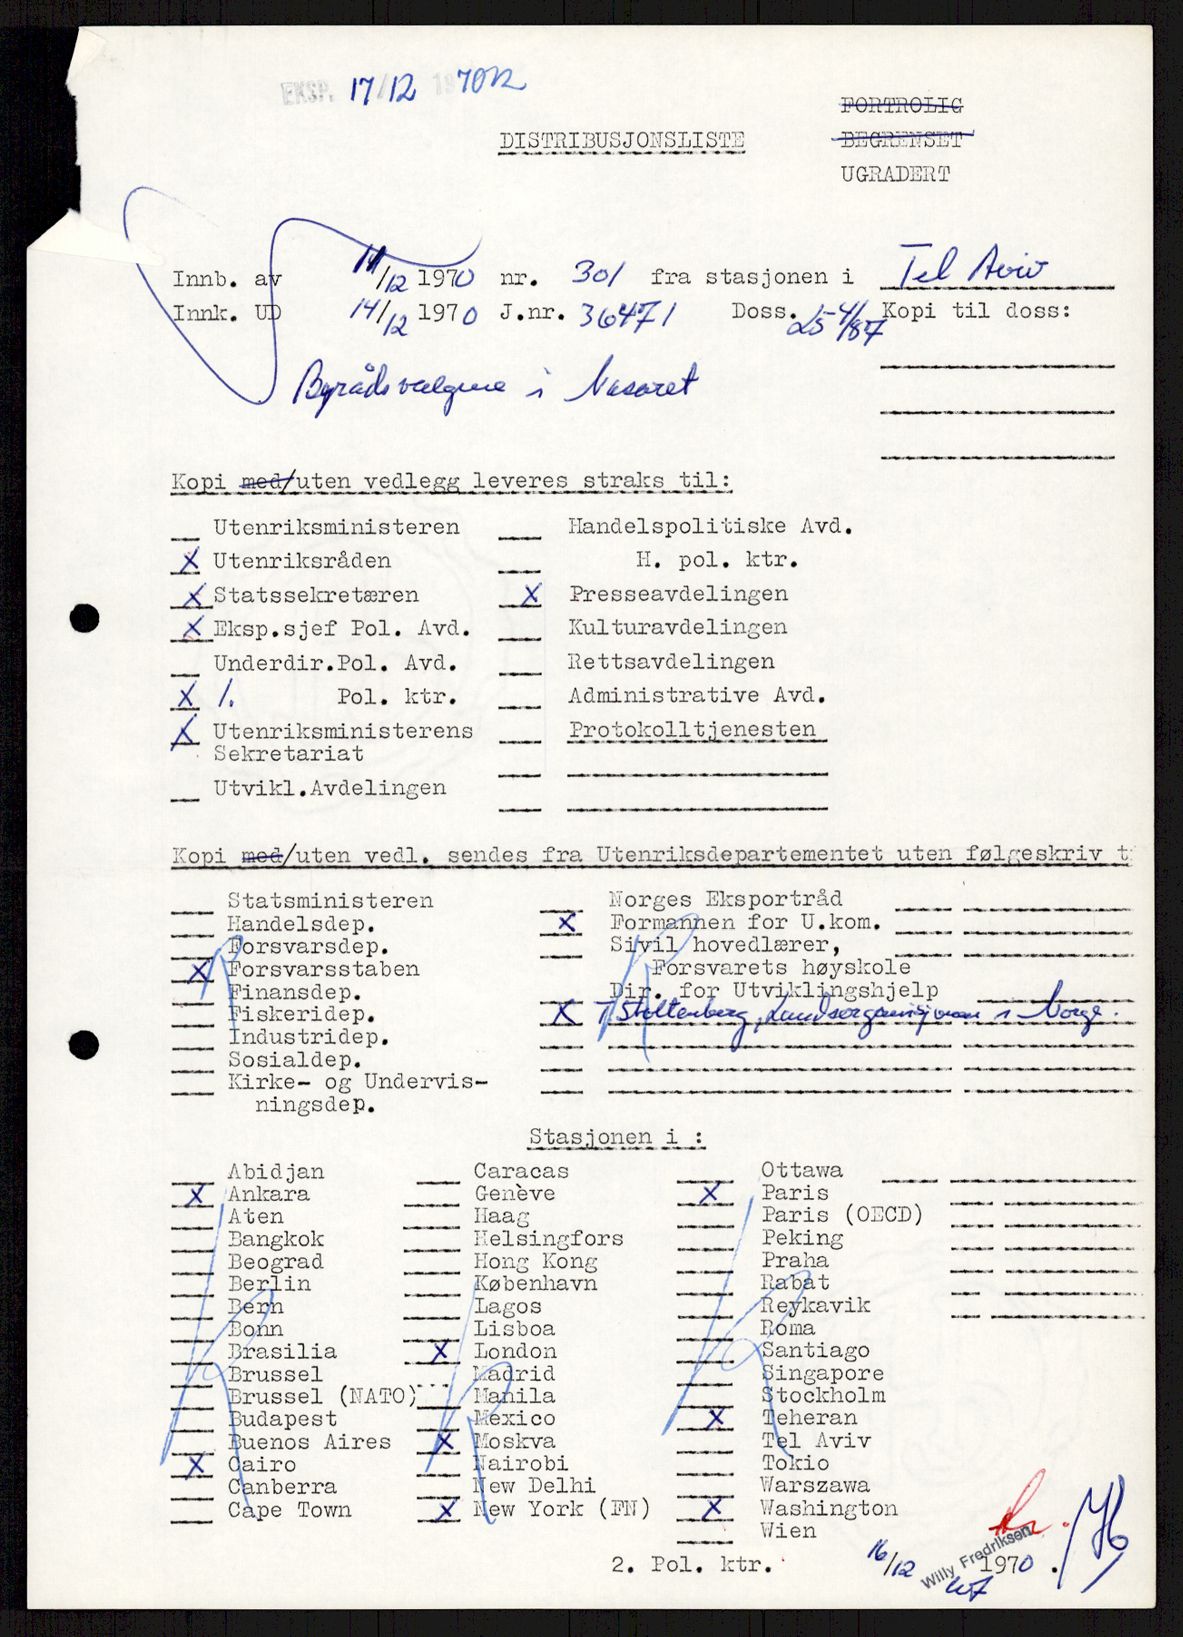 EKSP. 17/12 1970
FORTROLIG
DISTRIBUSJONSLISTE
BEGRENSET
UGRADERT
Innb. av 11/12 1970 nr. 301 fra stasjonen i Tel Aviv
Innk. UD 14/12 1970 J.nr. 36471 Doss. 25 4/87 Kopi til doss:
Byrådsvalgene i Nasaret
Kopi med/uten vedlegg leveres straks til:
Utenriksministeren
X Utenriksråden
X Statssekretæren
X Eksp.sjef Pol. Avd.
Underdir.Pol. Avd.
X 1. Pol. ktr.
X Utenriksministerens
Sekretariat
Utvikl.Avdelingen
Handelspolitiske Avd.
H. pol. ktr.
X Presseavdelingen
Kulturavdelingen
Rettsavdelingen
Administrative Avd.
Protokolltjenesten
Kopi med/uten vedl. sendes fra Utenriksdepartementet uten følgeskriv t
Statsministeren
Handelsdep.
Forsvarsdep.
X Forsvarsstaben
Finansdep.
Fiskeridep.
Industridep.
Sosialdep.
Kirke- og Undervis-
ningsdep.
Norges Eksportråd
X Formannen for U.kom.
Sivil hovedlærer,
Forsvarets høyskole
Dir. for Utviklingshjelp
X T. Stoltenberg, Landsorganisjonen i Norge.
Stasjonen i :
Abidjan
X Ankara
Aten
Bangkok
Beograd
Berlin
Bern
Bonn
Brasilia
Brussel
Brussel (NATO)
Budapest
Buenos Aires
X Cairo
Canberra
Cape Town
Caracas
Genève
Haag
Helsingfors
Hong Kong
København
Lagos
Lisboa
X London
Madrid
Manila
Mexico
X Moskva
Nairobi
New Delhi
X New York (FN)
Ottawa
X Paris
Paris (OECD)
Peking
Praha
Rabat
Reykavik
Roma
Santiago
Singapore
Stockholm
X Teheran
Tel Aviv
Tokio
Warszawa
X Washington
Wien
2. Pol. ktr. 16/12 1970.
Willy Fredriksen